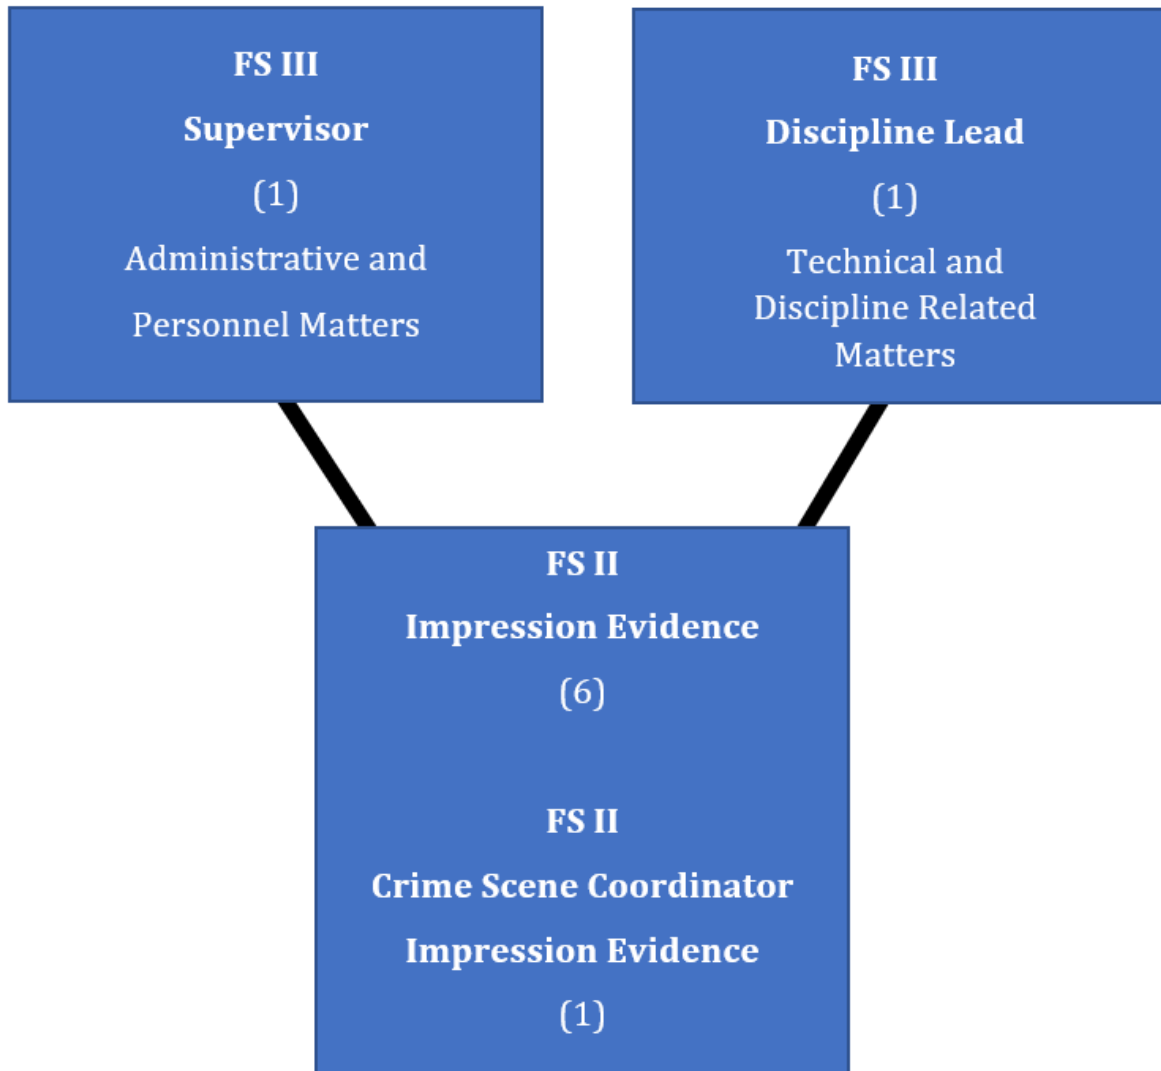 FS III
Supervisor
(1)
Administrative and
Personnel Matters
FS III
Discipline Lead
(1)
Technical and
Discipline Related
Matters
FS II
Impression Evidence
(6)
FS II
Crime Scene Coordinator
Impression Evidence
(1)